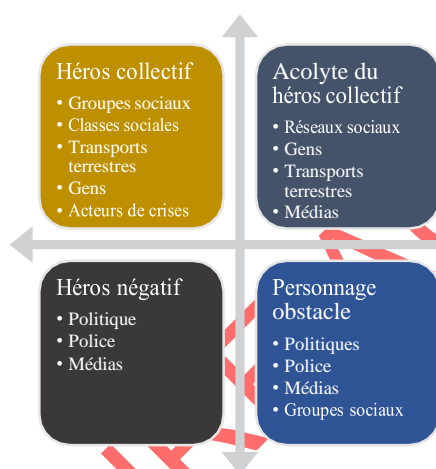 Héros collectif
• Groupes sociaux
• Classes sociales
• Transports
terrestres
• Gens
• Acteurs de crises
Acolyte du
héros collectif
• Réseaux sociaux
• Gens
• Transports
terrestres
• Médias
Héros négatif
• Politique
• Police
• Médias
Personnage
obstacle
• Politiques
• Police
• Médias
• Groupes sociaux